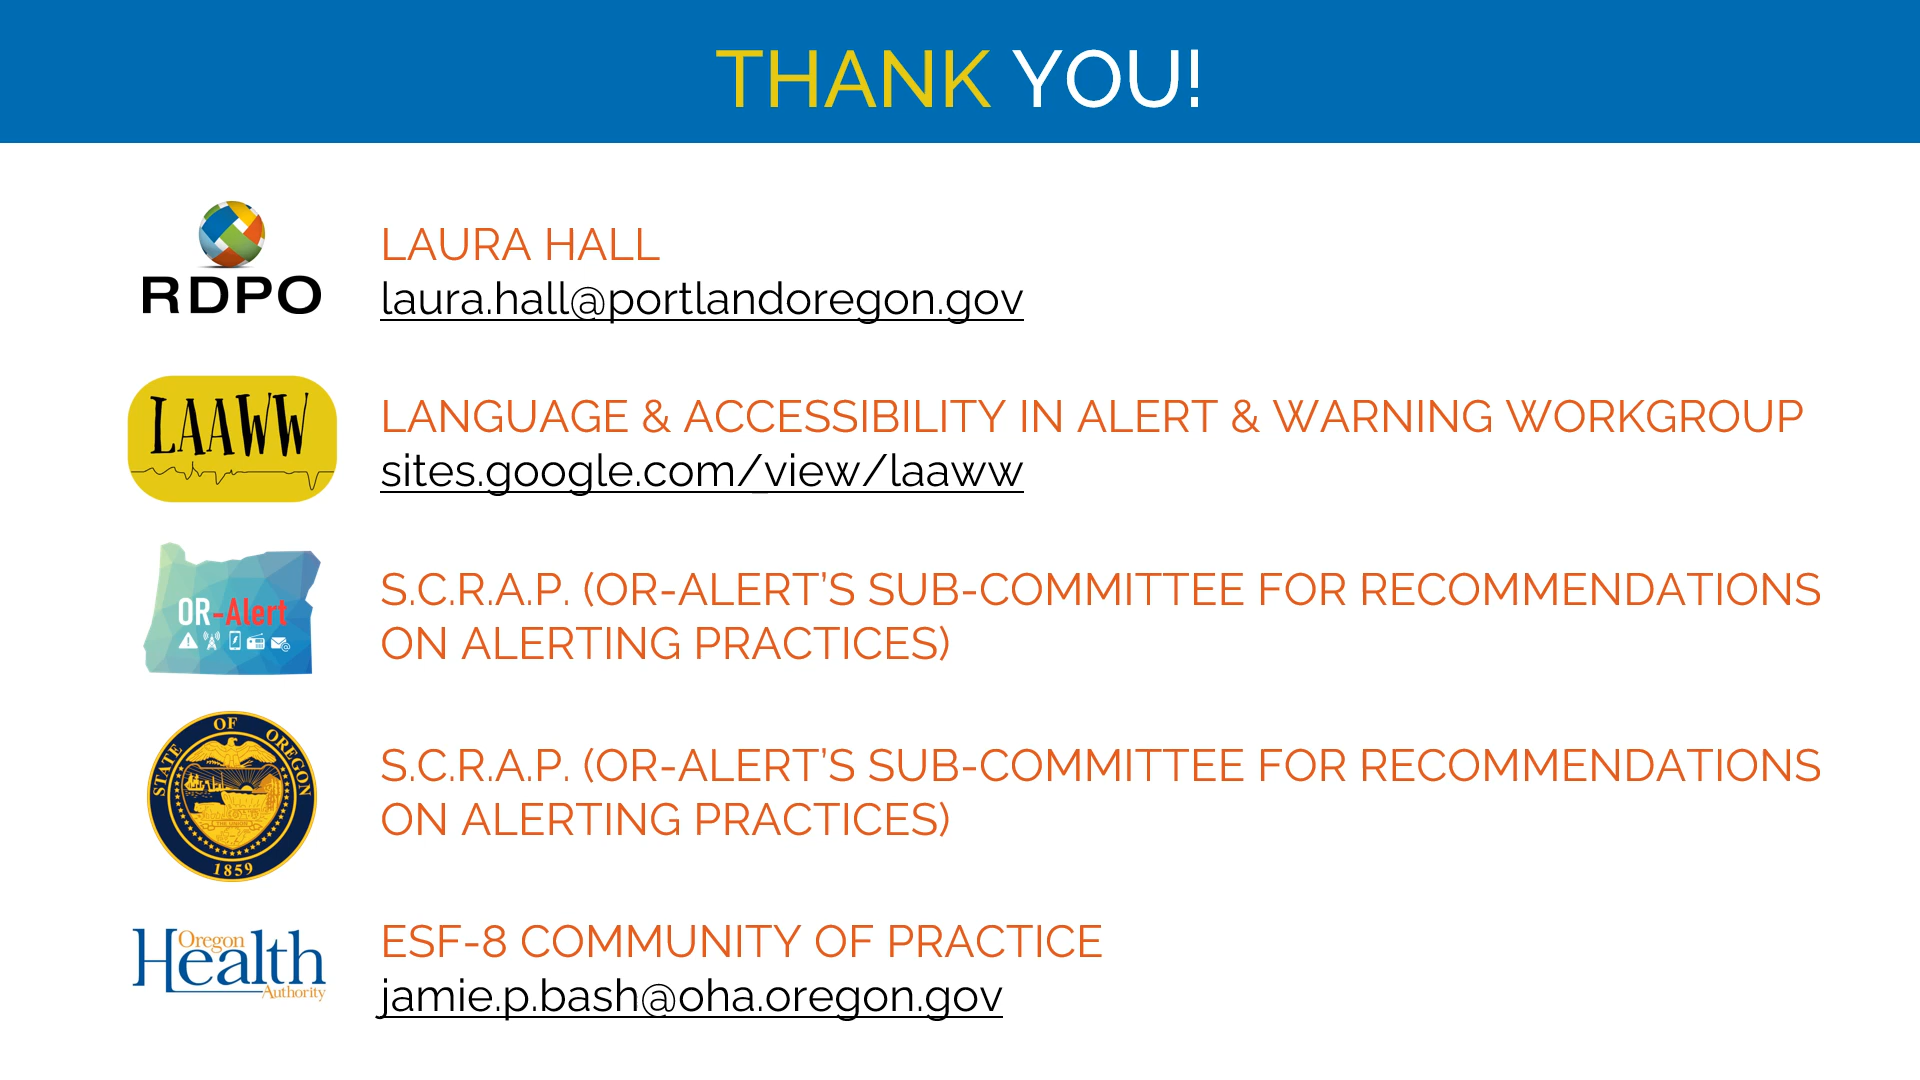 THANK YOU!
RDPO
LAURA HALL
laura.hall@portlandoregon.gov
LAAWW
LANGUAGE & ACCESSIBILITY IN ALERT & WARNING WORKGROUP
sites.google.com/view/laaww
OR-Alert
S.C.R.A.P. (OR-ALERT’S SUB-COMMITTEE FOR RECOMMENDATIONS
ON ALERTING PRACTICES)
STATE OF OREGON
1859
S.C.R.A.P. (OR-ALERT’S SUB-COMMITTEE FOR RECOMMENDATIONS
ON ALERTING PRACTICES)
Oregon
Health
Authority
ESF-8 COMMUNITY OF PRACTICE
jamie.p.bash@oha.oregon.gov